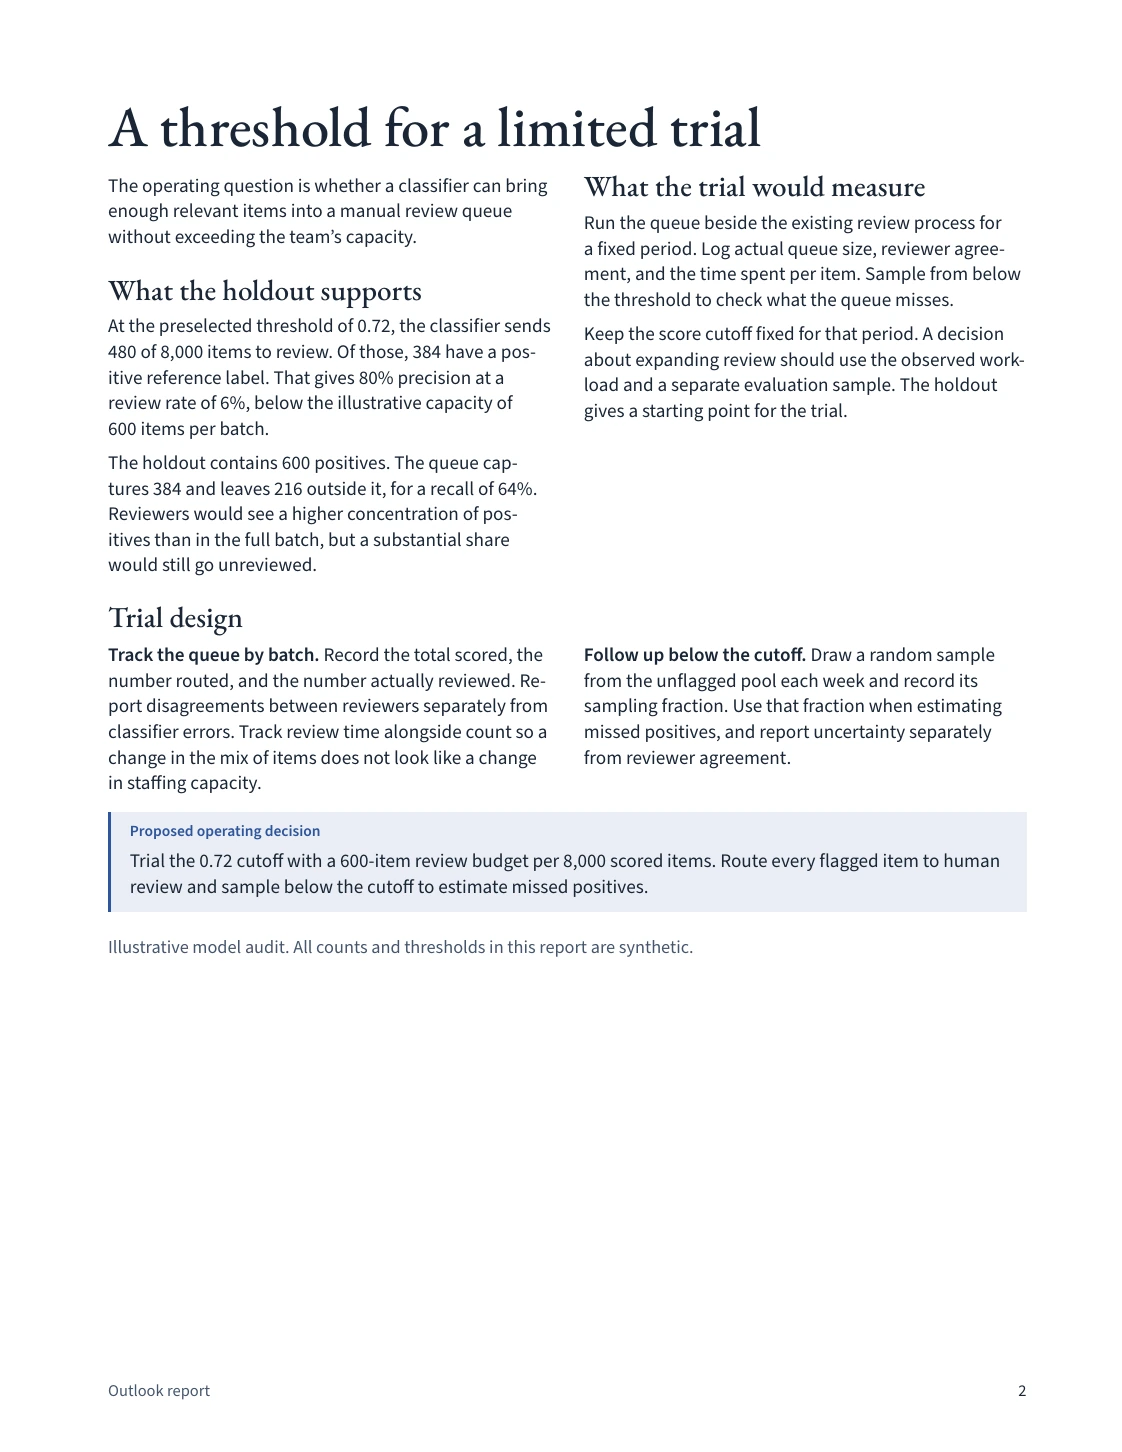 A threshold for a limited trial
The operating question is whether a classifier can bring
enough relevant items into a manual review queue
without exceeding the team’s capacity.
What the holdout supports
At the preselected threshold of 0.72, the classifier sends
480 of 8,000 items to review. Of those, 384 have a pos-
itive reference label. That gives 80% precision at a
review rate of 6%, below the illustrative capacity of
600 items per batch.
The holdout contains 600 positives. The queue cap-
tures 384 and leaves 216 outside it, for a recall of 64%.
Reviewers would see a higher concentration of pos-
itives than in the full batch, but a substantial share
would still go unreviewed.
What the trial would measure
Run the queue beside the existing review process for
a fixed period. Log actual queue size, reviewer agree-
ment, and the time spent per item. Sample from below
the threshold to check what the queue misses.
Keep the score cutoff fixed for that period. A decision
about expanding review should use the observed work-
load and a separate evaluation sample. The holdout
gives a starting point for the trial.
Trial design
Track the queue by batch. Record the total scored, the
number routed, and the number actually reviewed. Re-
port disagreements between reviewers separately from
classifier errors. Track review time alongside count so a
change in the mix of items does not look like a change
in staffing capacity.
Follow up below the cutoff. Draw a random sample
from the unflagged pool each week and record its
sampling fraction. Use that fraction when estimating
missed positives, and report uncertainty separately
from reviewer agreement.
Proposed operating decision
Trial the 0.72 cutoff with a 600-item review budget per 8,000 scored items. Route every flagged item to human
review and sample below the cutoff to estimate missed positives.
Illustrative model audit. All counts and thresholds in this report are synthetic.
Outlook report
2